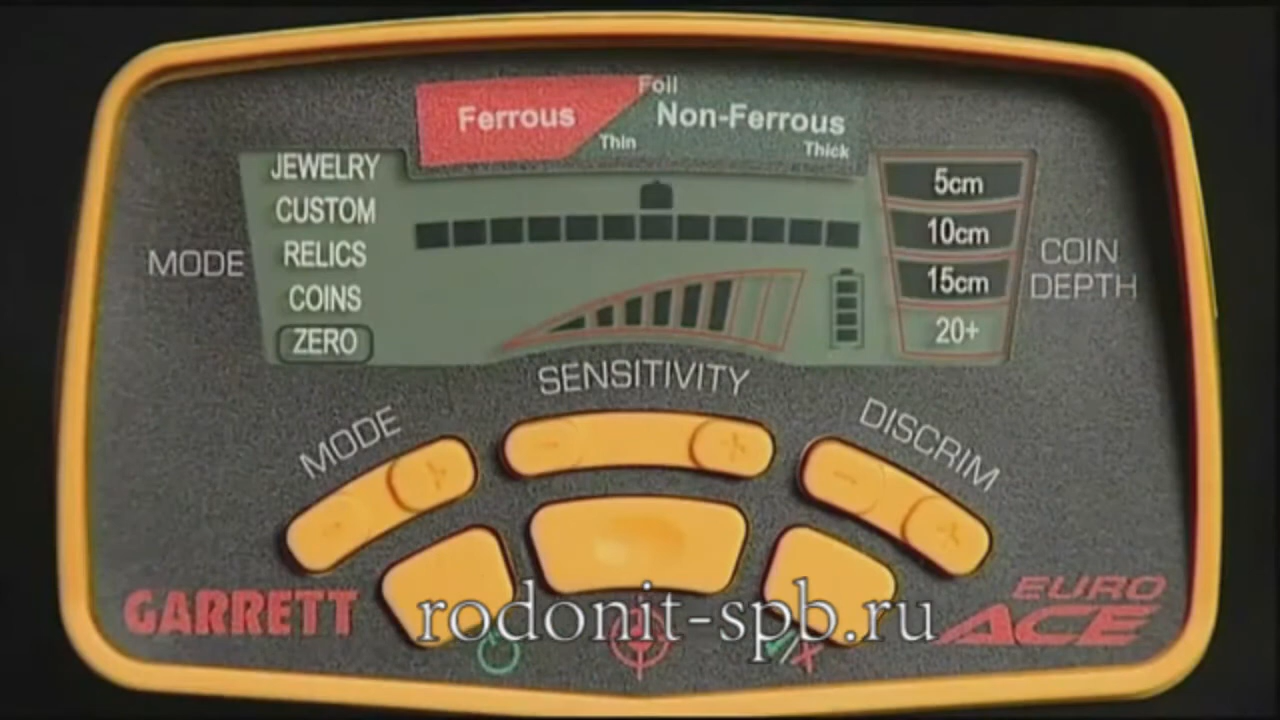 Foil
Ferrous
Non-Ferrous
Thin
Thick
JEWELRY
CUSTOM
RELICS
COINS
ZERO
MODE
5cm
10cm
15cm
20+
COIN
DEPTH
SENSITIVITY
MODE
DISCRIM
- +
- +
- +
GARRETT
EURO
ACE
rodonit-spb.ru